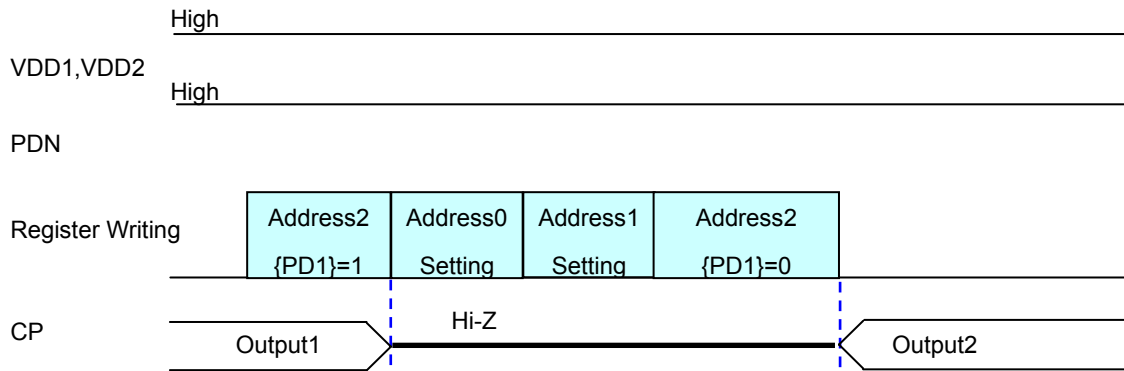 High
VDD1,VDD2
High
PDN
Register Writing
Address2
{PD1}=1
Address0
Setting
Address1
Setting
Address2
{PD1}=0
CP
Output1
Hi-Z
Output2